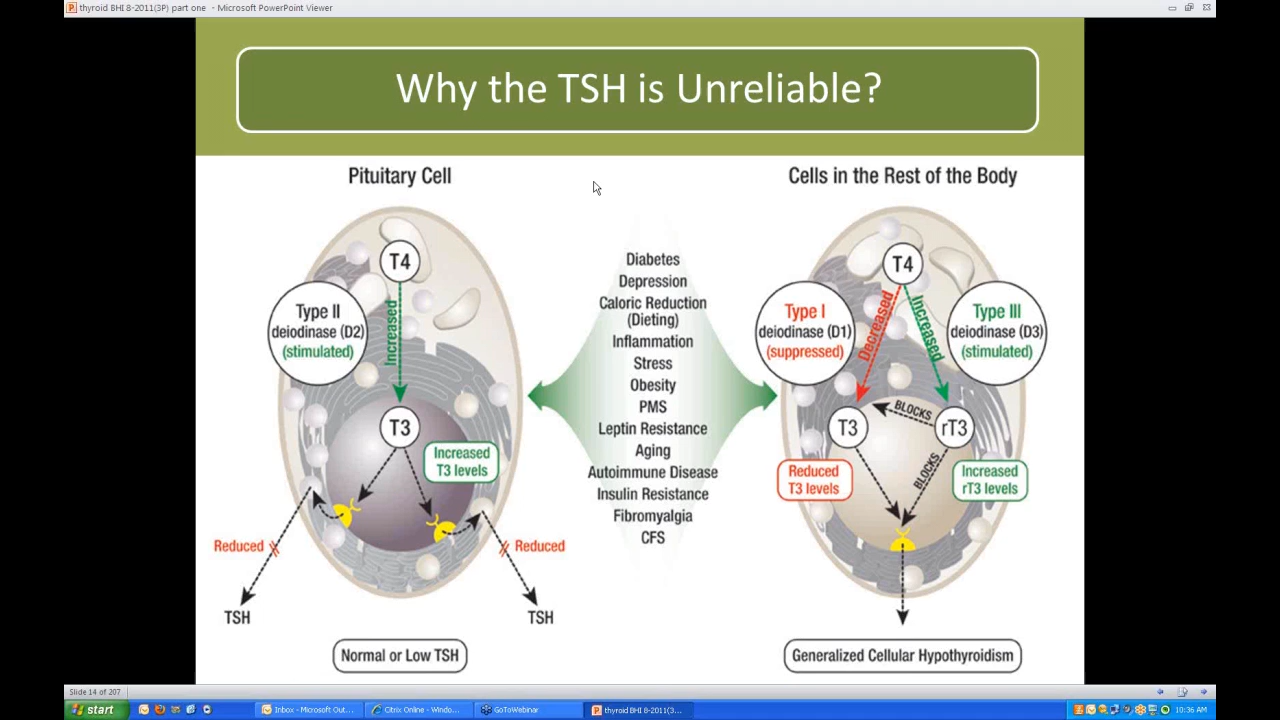 thyroid BHI 8-2011(3P) part one - Microsoft PowerPoint Viewer
Why the TSH is Unreliable?
Pituitary Cell
T4
Type II
deiodinase (D2)
(stimulated)
Increased
T3
Increased
T3 levels
Reduced
Reduced
TSH
TSH
Normal or Low TSH
Diabetes
Depression
Caloric Reduction
(Dieting)
Inflammation
Stress
Obesity
PMS
Leptin Resistance
Aging
Autoimmune Disease
Insulin Resistance
Fibromyalgia
CFS
Cells in the Rest of the Body
T4
Type I
deiodinase (D1)
(suppressed)
Decreased
Increased
Type III
deiodinase (D3)
(stimulated)
T3
BLOCKS
rT3
BLOCKS
Reduced
T3 levels
Increased
rT3 levels
Generalized Cellular Hypothyroidism
Slide 14 of 207
start
Inbox - Microsoft Out...
Citrix Online - Windo...
GoToWebinar
thyroid BHI 8-2011(3...
10:36 AM